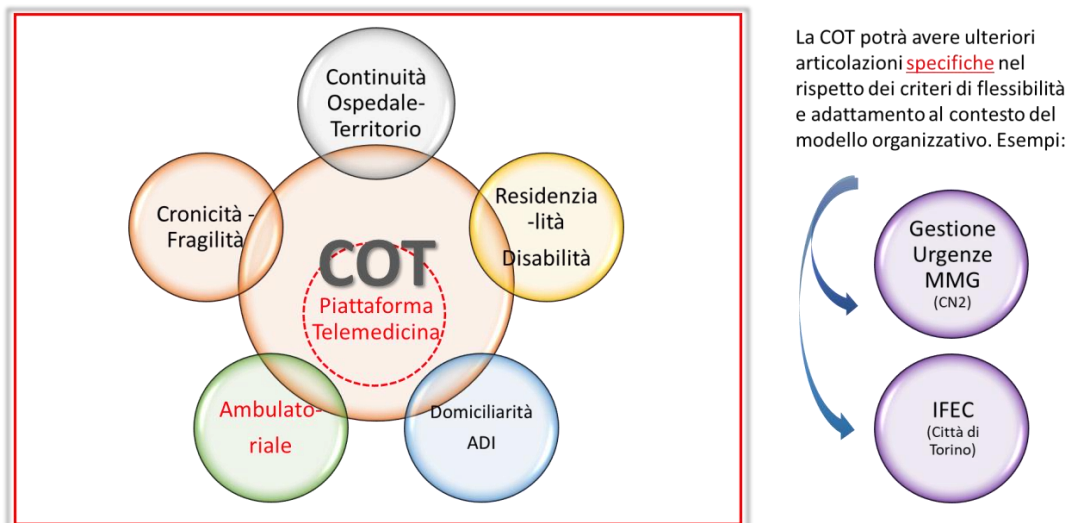 Continuità
Ospedale-
Territorio
Cronicità -
Fragilità
Residenzia
-lità
Disabilità
COT
Piattaforma
Telemedicina
Ambulato-
riale
Domiciliarità
ADI
La COT potrà avere ulteriori
articolazioni specifiche nel
rispetto dei criteri di flessibilità
e adattamento al contesto del
modello organizzativo. Esempi:
Gestione
Urgenze
MMG
(CN2)
IFEC
(Città di
Torino)